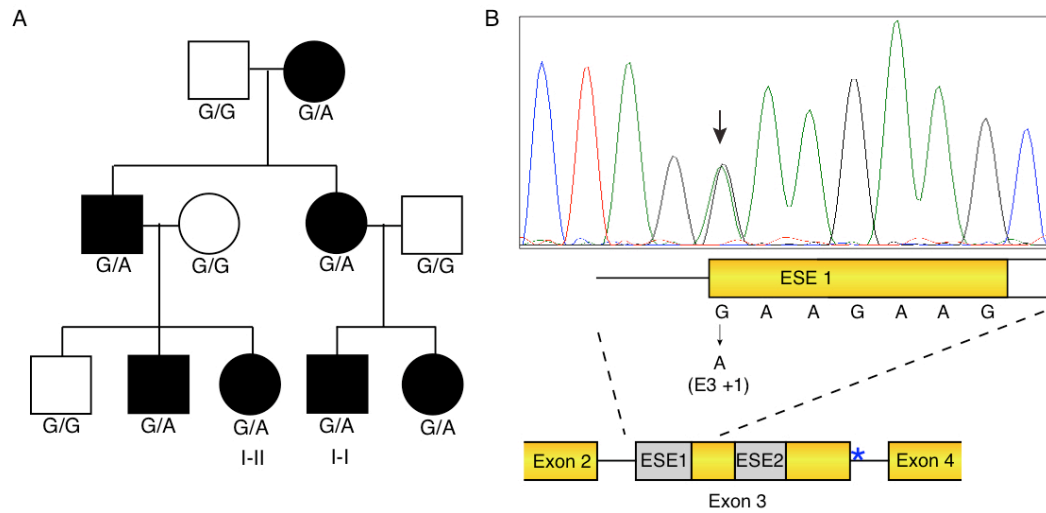 A
G/G G/A
G/A G/G G/A G/G
G/G G/A G/A G/A G/A
I-II I-I
B
ESE 1
G A A G A A G
A
(E3 +1)
Exon 2 ESE1 ESE2 * Exon 4
Exon 3